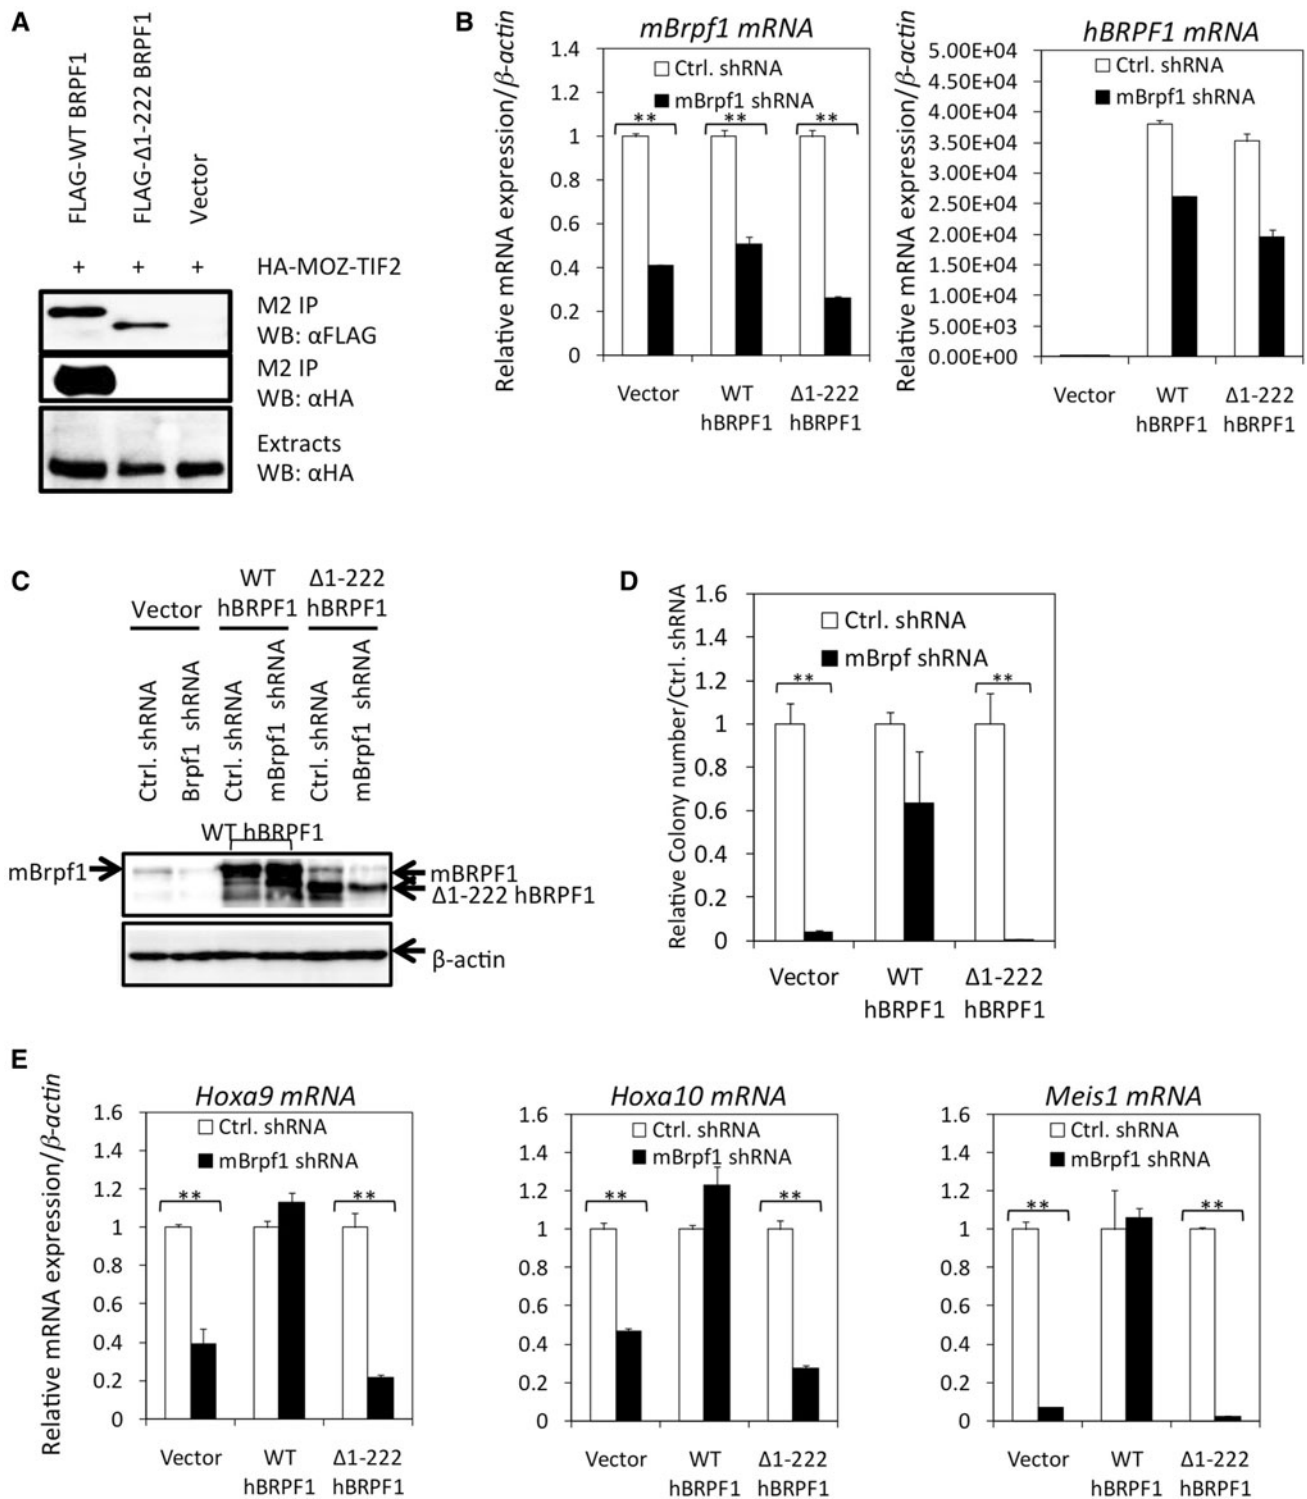 A
FLAG-WT BRPF1
FLAG-Δ1-222 BRPF1
Vector
+ + + HA-MOZ-TIF2
M2 IP
WB: αFLAG
M2 IP
WB: αHA
Extracts
WB: αHA
B
mBrpf1 mRNA
Relative mRNA expression/β-actin
1.4
1.2
1
0.8
0.6
0.4
0.2
0
Ctrl. shRNA
mBrpf1 shRNA
** ** **
Vector WT Δ1-222
hBRPF1 hBRPF1
hBRPF1 mRNA
Relative mRNA expression/β-actin
5.00E+04
4.50E+04
4.00E+04
3.50E+04
3.00E+04
2.50E+04
2.00E+04
1.50E+04
1.00E+04
5.00E+03
0.00E+00
Ctrl. shRNA
mBrpf1 shRNA
Vector WT Δ1-222
hBRPF1 hBRPF1
C
WT Δ1-222
Vector hBRPF1 hBRPF1
Ctrl. shRNA
Brpf1 shRNA
Ctrl. shRNA
mBrpf1 shRNA
Ctrl. shRNA
mBrpf1 shRNA
WT hBRPF1
mBrpf1
mBRPF1
Δ1-222 hBRPF1
β-actin
D
Relative Colony number/Ctrl. shRNA
1.6
1.4
1.2
1
0.8
0.6
0.4
0.2
0
Ctrl. shRNA
mBrpf shRNA
** **
Vector WT Δ1-222
hBRPF1 hBRPF1
E
Hoxa9 mRNA
Relative mRNA expression/β-actin
1.6
1.4
1.2
1
0.8
0.6
0.4
0.2
0
Ctrl. shRNA
mBrpf1 shRNA
** **
Vector WT Δ1-222
hBRPF1 hBRPF1
Hoxa10 mRNA
1.6
1.4
1.2
1
0.8
0.6
0.4
0.2
0
Ctrl. shRNA
mBrpf1 shRNA
** **
Vector WT Δ1-222
hBRPF1 hBRPF1
Meis1 mRNA
1.6
1.4
1.2
1
0.8
0.6
0.4
0.2
0
Ctrl. shRNA
mBrpf1 shRNA
** **
Vector WT Δ1-222
hBRPF1 hBRPF1